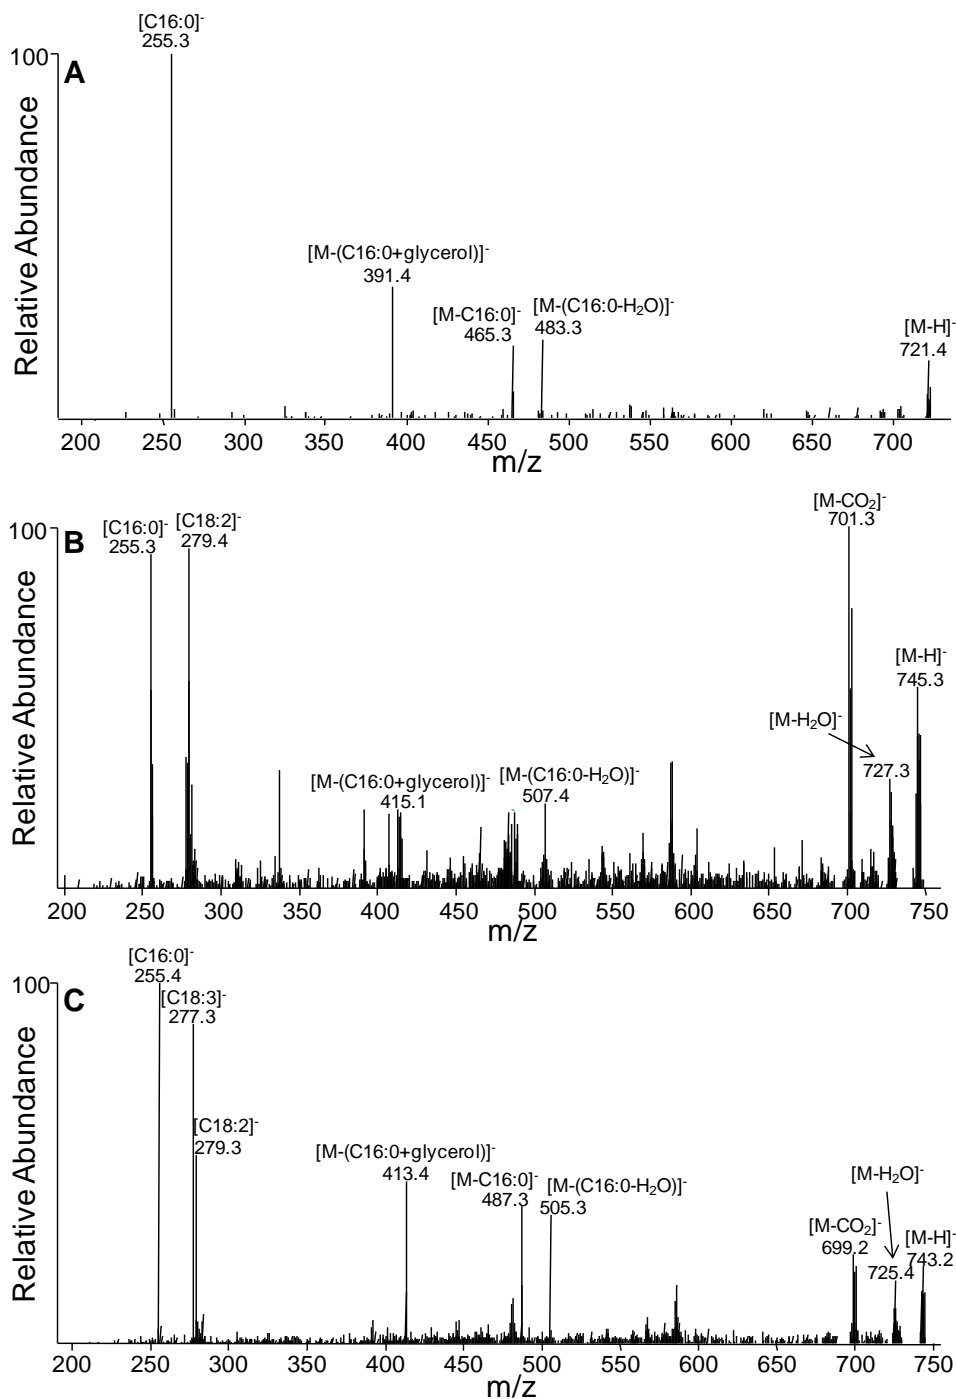 [C16:0]-
255.3
100
A
Relative Abundance
[M-(C16:0+glycerol)]-
391.4
[M-C16:0]-
465.3
[M-(C16:0-H2O)]-
483.3
[M-H]-
721.4
200 250 300 350 400 450 500 550 600 650 700
m/z
100
B
Relative Abundance
[C16:0]-
255.3
[C18:2]-
279.4
[M-(C16:0+glycerol)]-
415.1
[M-(C16:0-H2O)]-
507.4
[M-CO2]-
701.3
[M-H2O]-
727.3
[M-H]-
745.3
200 250 300 350 400 450 500 550 600 650 700 750
m/z
[C16:0]-
255.4
100
C
Relative Abundance
[C18:3]-
277.3
[C18:2]-
279.3
[M-(C16:0+glycerol)]-
413.4
[M-C16:0]-
487.3
[M-(C16:0-H2O)]-
505.3
[M-CO2]-
699.2
[M-H2O]-
725.4
[M-H]-
743.2
200 250 300 350 400 450 500 550 600 650 700 750
m/z